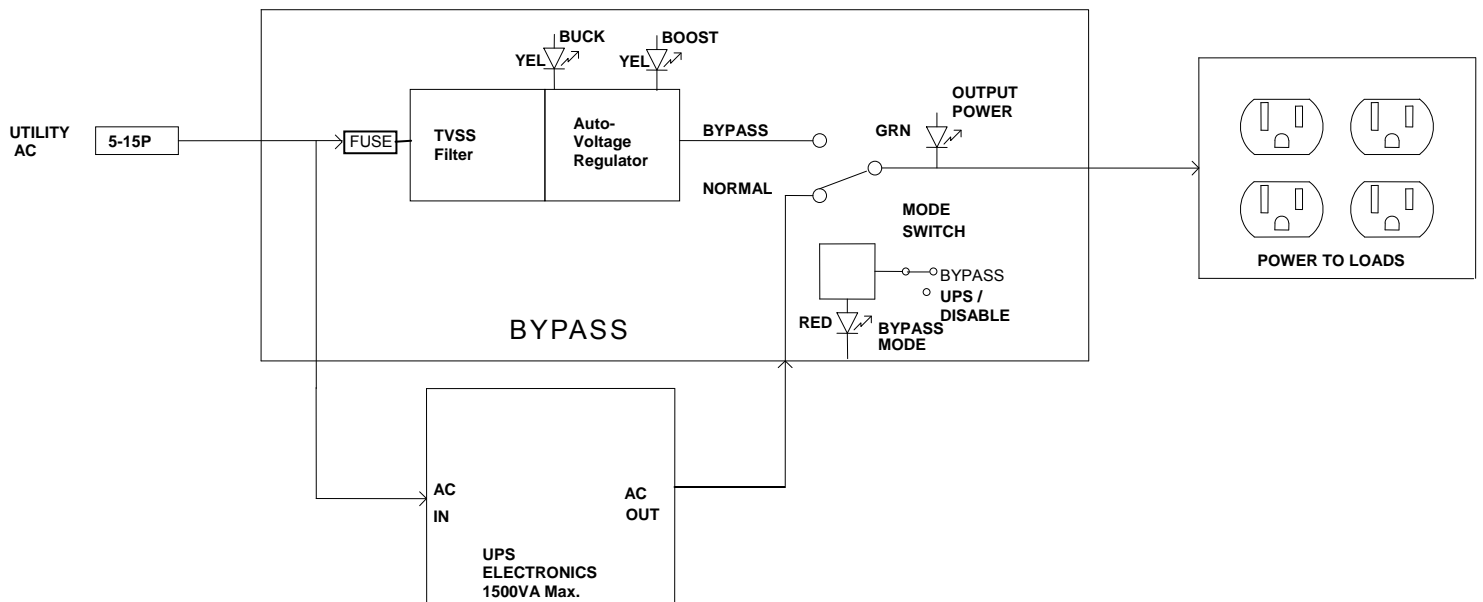 BUCK
YEL
BOOST
YEL
UTILITY
AC
5-15P
FUSE
TVSS
Filter
Auto-
Voltage
Regulator
BYPASS
NORMAL
GRN
OUTPUT
POWER
MODE
SWITCH
BYPASS
UPS /
DISABLE
RED
BYPASS
MODE
BYPASS
POWER TO LOADS
AC
IN
AC
OUT
UPS
ELECTRONICS
1500VA Max.